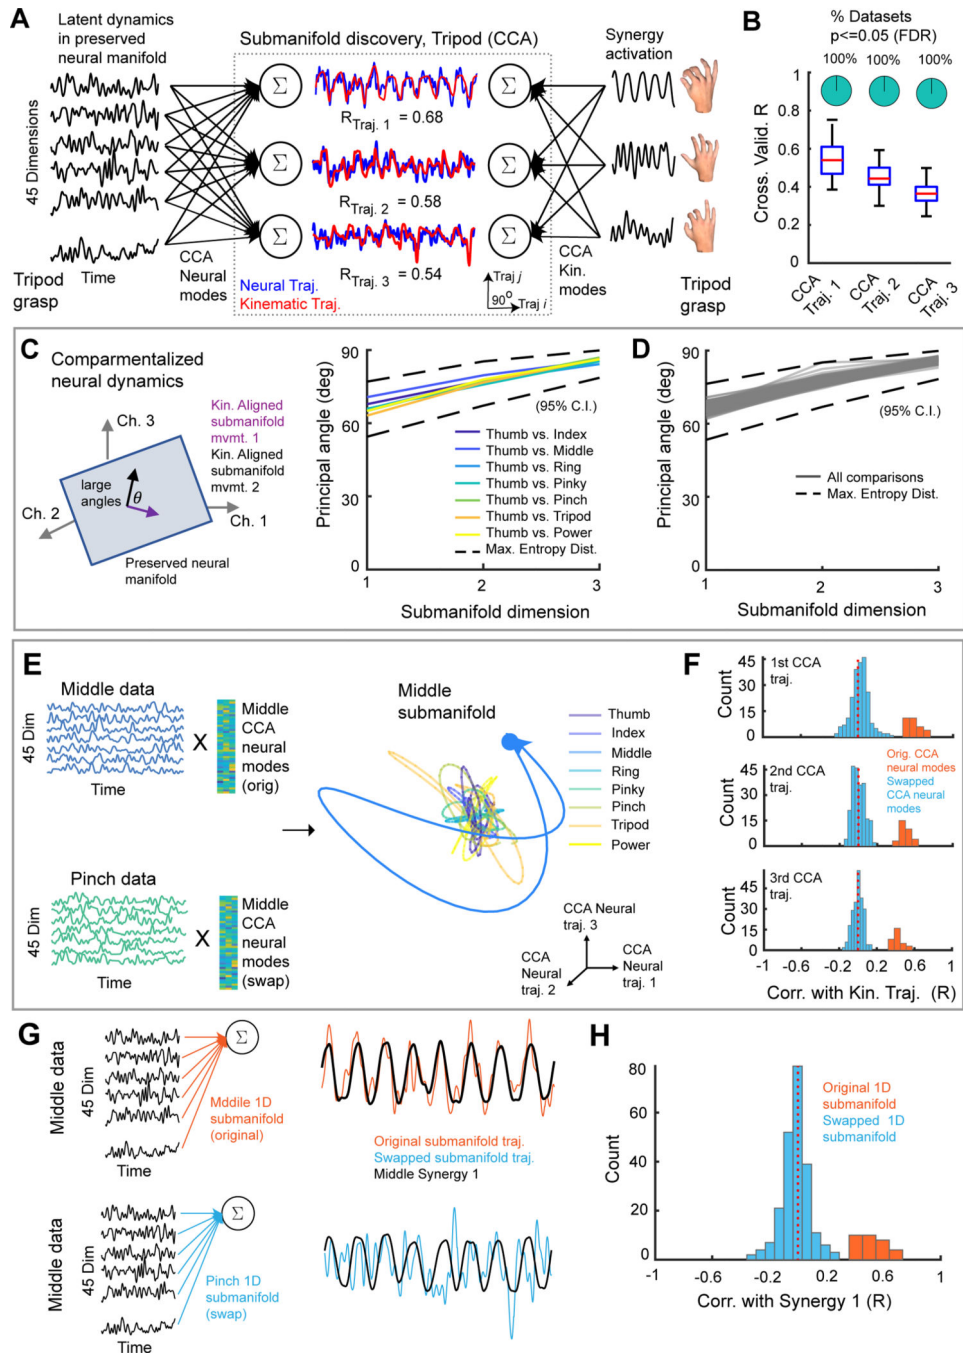 A
Latent dynamics
in preserved
neural manifold
Submanifold discovery, Tripod (CCA)
Synergy
activation
45 Dimensions
Σ
Σ
Σ
R Traj. 1 = 0.68
R Traj. 2 = 0.58
R Traj. 3 = 0.54
Σ
Σ
Σ
Tripod
grasp
Time
CCA
Neural
modes
Neural Traj.
Kinematic Traj.
Traj j
90°
Traj i
CCA
Kin.
modes
Tripod
grasp
B
% Datasets
p<=0.05 (FDR)
100%
100%
100%
Cross. Valid. R
1
0.6
0.4
0
CCA
Traj. 1
CCA
Traj. 2
CCA
Traj. 3
C
Comparmentalized
neural dynamics
Kin. Aligned
submanifold
mvmt. 1
Kin. Aligned
submanifold
mvmt. 2
Ch. 3
large
angles
θ
Ch. 2
Ch. 1
Preserved neural
manifold
Principal angle (deg)
90
60
30
0
(95% C.I.)
Thumb vs. Index
Thumb vs. Middle
Thumb vs. Ring
Thumb vs. Pinky
Thumb vs. Pinch
Thumb vs. Tripod
Thumb vs. Power
Max. Entropy Dist.
1
2
3
Submanifold dimension
D
Principal angle (deg)
90
60
30
0
(95% C.I.)
All comparisons
Max. Entropy Dist.
1
2
3
Submanifold dimension
E
Middle data
45 Dim
Time
X
Middle
CCA
neural
modes
(orig)
Pinch data
45 Dim
Time
X
Middle
CCA
neural
modes
(swap)
Middle
submanifold
Thumb
Index
Middle
Ring
Pinky
Pinch
Tripod
Power
CCA Neural
traj. 3
CCA
Neural
traj. 2
CCA
Neural
traj. 1
F
1st CCA
traj.
Count
45
30
15
0
Orig. CCA
neural modes
Swapped
CCA neural
modes
2nd CCA
traj.
Count
45
30
15
0
3rd CCA
traj.
Count
45
30
15
0
-1
-0.6
-0.2
0.2
0.6
1
Corr. with Kin. Traj. (R)
G
Middle data
45 Dim
Time
Σ
Mddile 1D
submanifold
(original)
Original submanifold traj.
Swapped submanifold traj.
Middle Synergy 1
Middle data
45 Dim
Time
Σ
Pinch 1D
submanifold
(swap)
H
Count
80
60
40
20
0
Original 1D
submanifold
Swapped 1D
submanifold
-1
-0.6
-0.2
0.2
0.6
1
Corr. with Synergy 1 (R)